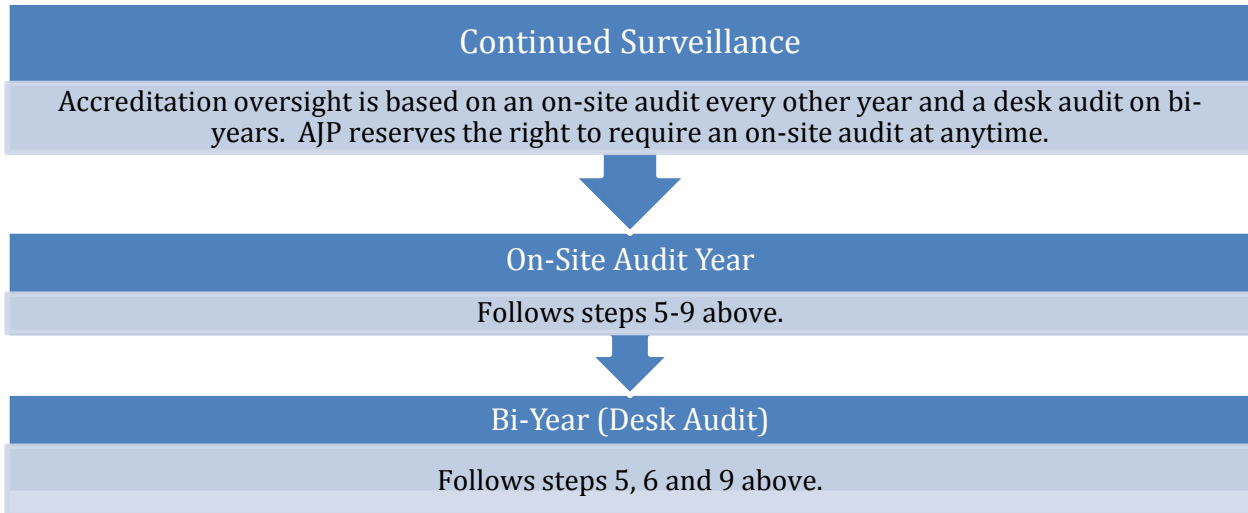 Continued Surveillance
Accreditation oversight is based on an on-site audit every other year and a desk audit on bi-
years.  AJP reserves the right to require an on-site audit at anytime.
On-Site Audit Year
Follows steps 5-9 above.
Bi-Year (Desk Audit)
Follows steps 5, 6 and 9 above.